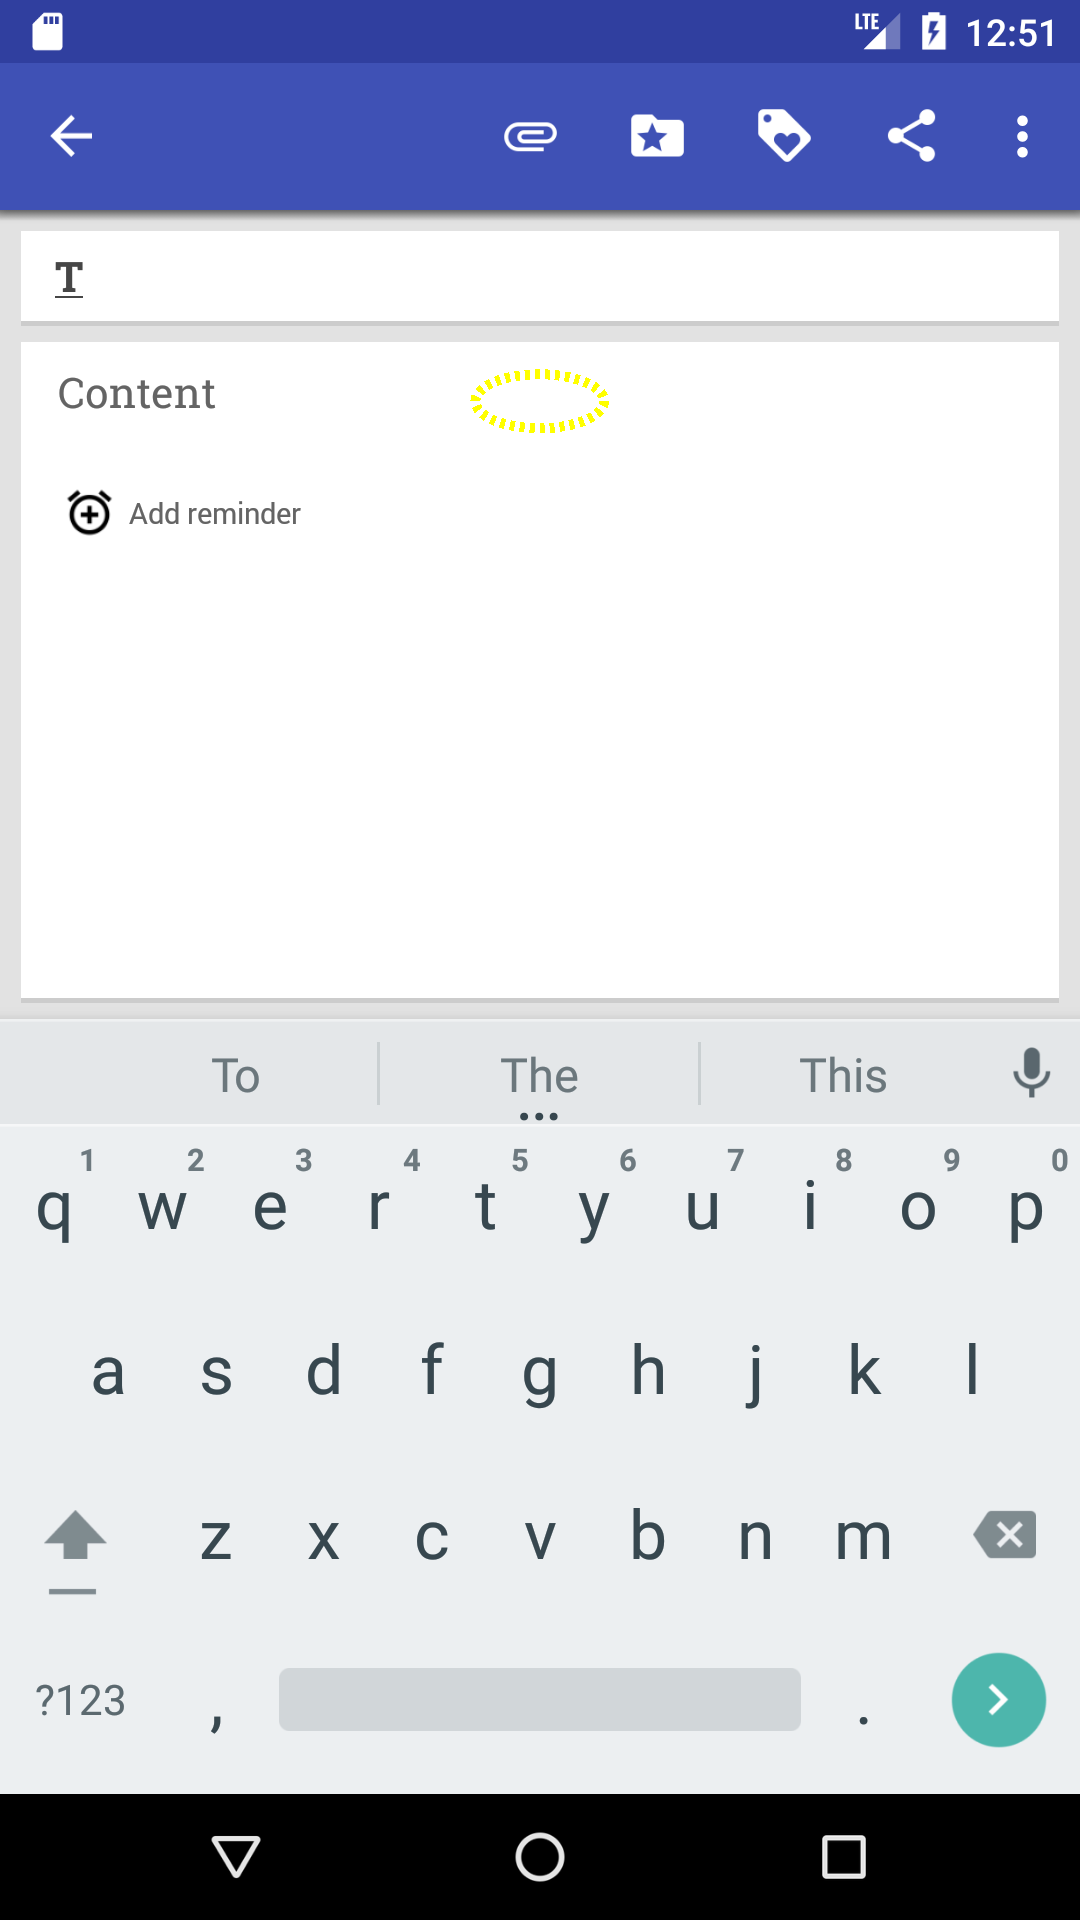 LTE 12:51
T
Content
Add reminder
To The This
1 2 3 4 5 6 7 8 9 0
q w e r t y u i o p
a s d f g h j k l
z x c v b n m
?123 , .